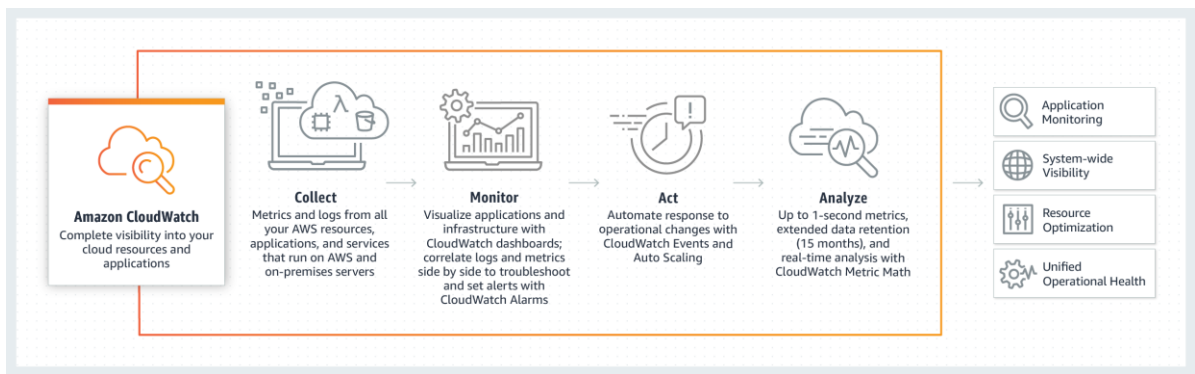 Amazon CloudWatch
Complete visibility into your
cloud resources and
applications
Collect
Metrics and logs from all
your AWS resources,
applications, and services
that run on AWS and
on-premises servers
Monitor
Visualize applications and
infrastructure with
CloudWatch dashboards;
correlate logs and metrics
side by side to troubleshoot
and set alerts with
CloudWatch Alarms
Act
Automate response to
operational changes with
CloudWatch Events and
Auto Scaling
Analyze
Up to 1-second metrics,
extended data retention
(15 months), and
real-time analysis with
CloudWatch Metric Math
Application
Monitoring
System-wide
Visibility
Resource
Optimization
Unified
Operational Health